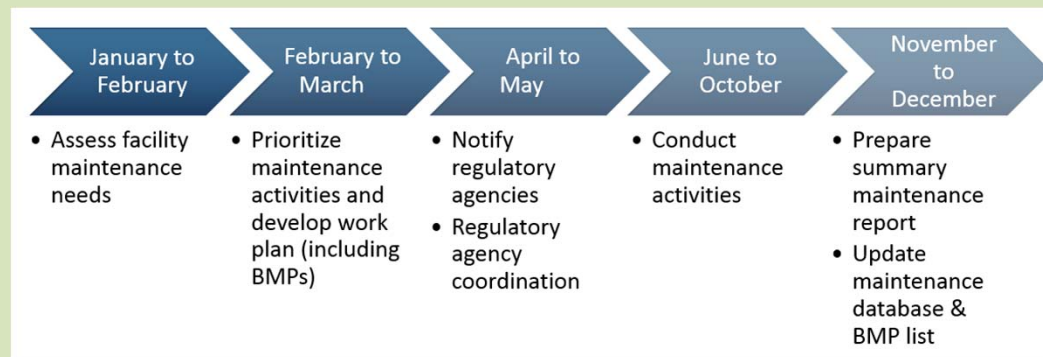 January to
February
February to
March
April to
May
June to
October
November
to
December
• Assess facility
maintenance
needs
• Prioritize
maintenance
activities and
develop work
plan (including
BMPs)
• Notify
regulatory
agencies
• Regulatory
agency
coordination
• Conduct
maintenance
activities
• Prepare
summary
maintenance
report
• Update
maintenance
database &
BMP list